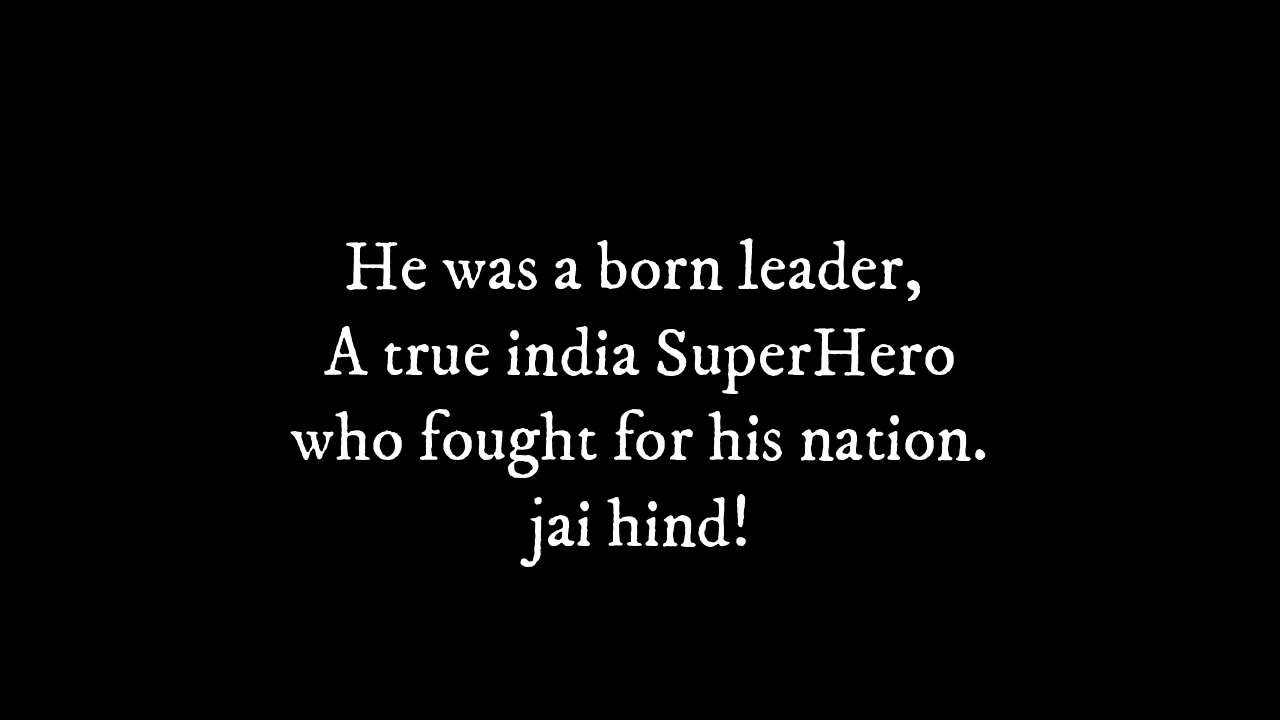 He was a born leader,
A true india SuperHero
who fought for his nation.
jai hind!